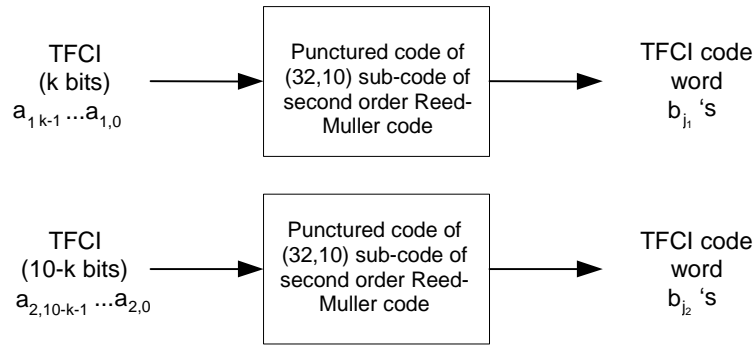 TFCI
(k bits)
a1 k-1 ...a1,0
Punctured code of
(32,10) sub-code of
second order Reed-
Muller code
TFCI code
word
bj1 ‘s
TFCI
(10-k bits)
a2,10-k-1 ...a2,0
Punctured code of
(32,10) sub-code of
second order Reed-
Muller code
TFCI code
word
bj2 ‘s